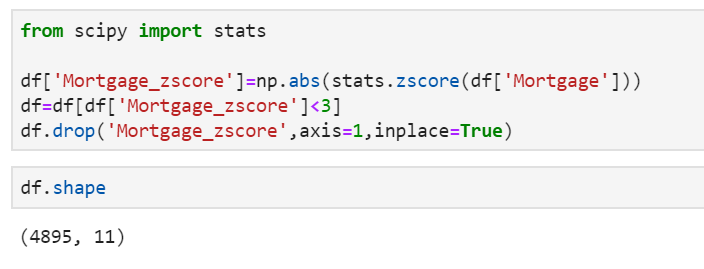 from scipy import stats
df['Mortgage_zscore']=np.abs(stats.zscore(df['Mortgage']))
df=df[df['Mortgage_zscore']<3]
df.drop('Mortgage_zscore',axis=1,inplace=True)
df.shape
(4895, 11)